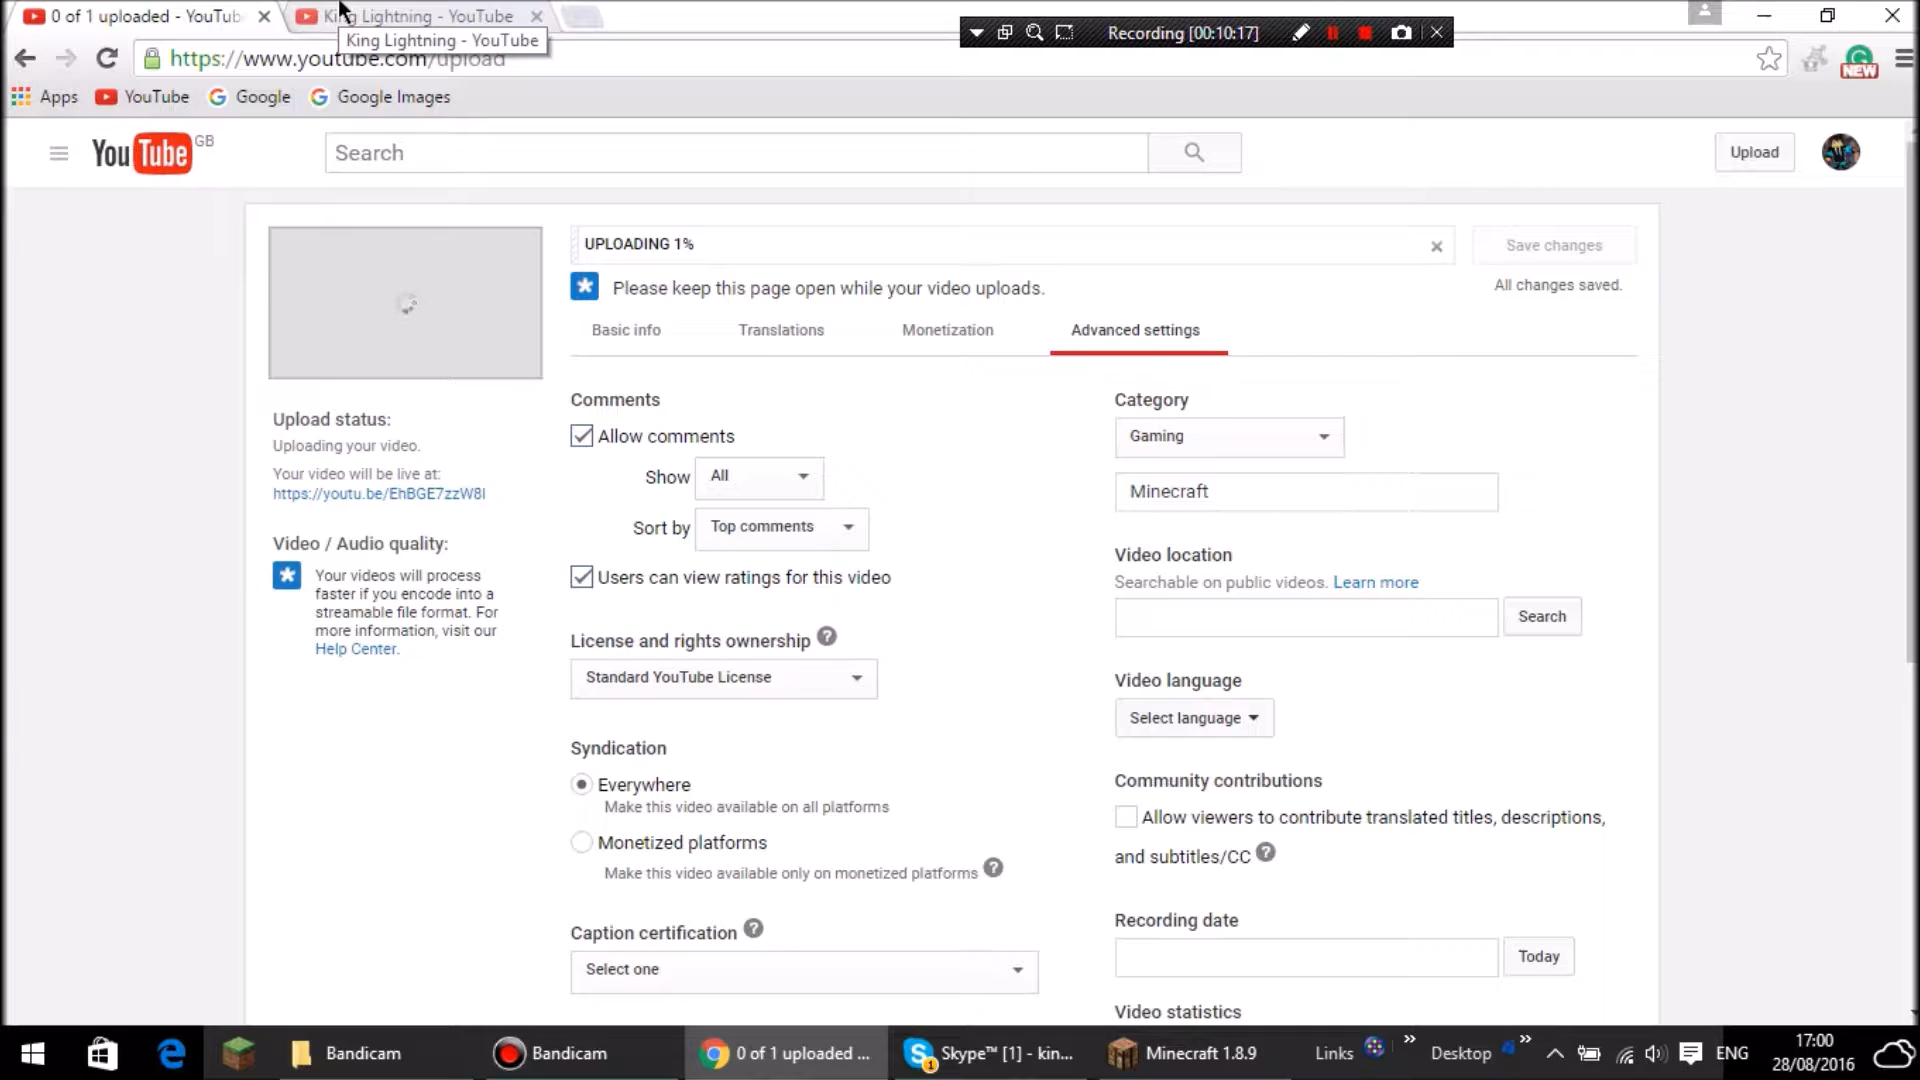 0 of 1 uploaded - YouTub
King Lightning - YouTube
King Lightning - YouTube
Recording [00:10:17]
https://www.youtube.com/upload
NEW
Apps
YouTube
Google
Google Images
YouTube GB
Search
Upload
UPLOADING 1%
Save changes
Please keep this page open while your video uploads.
All changes saved.
Basic info
Translations
Monetization
Advanced settings
Upload status:
Uploading your video.
Your video will be live at:
https://youtu.be/EhBGE7zzW8I
Video / Audio quality:
Your videos will process
faster if you encode into a
streamable file format. For
more information, visit our
Help Center.
Comments
Allow comments
Show All
Sort by Top comments
Users can view ratings for this video
License and rights ownership
Standard YouTube License
Syndication
Everywhere
Make this video available on all platforms
Monetized platforms
Make this video available only on monetized platforms
Caption certification
Select one
Category
Gaming
Minecraft
Video location
Searchable on public videos. Learn more
Search
Video language
Select language
Community contributions
Allow viewers to contribute translated titles, descriptions,
and subtitles/CC
Recording date
Today
Video statistics
Bandicam
Bandicam
0 of 1 uploaded ...
Skype™ [1] - kin...
Minecraft 1.8.9
Links
Desktop
ENG
17:00
28/08/2016